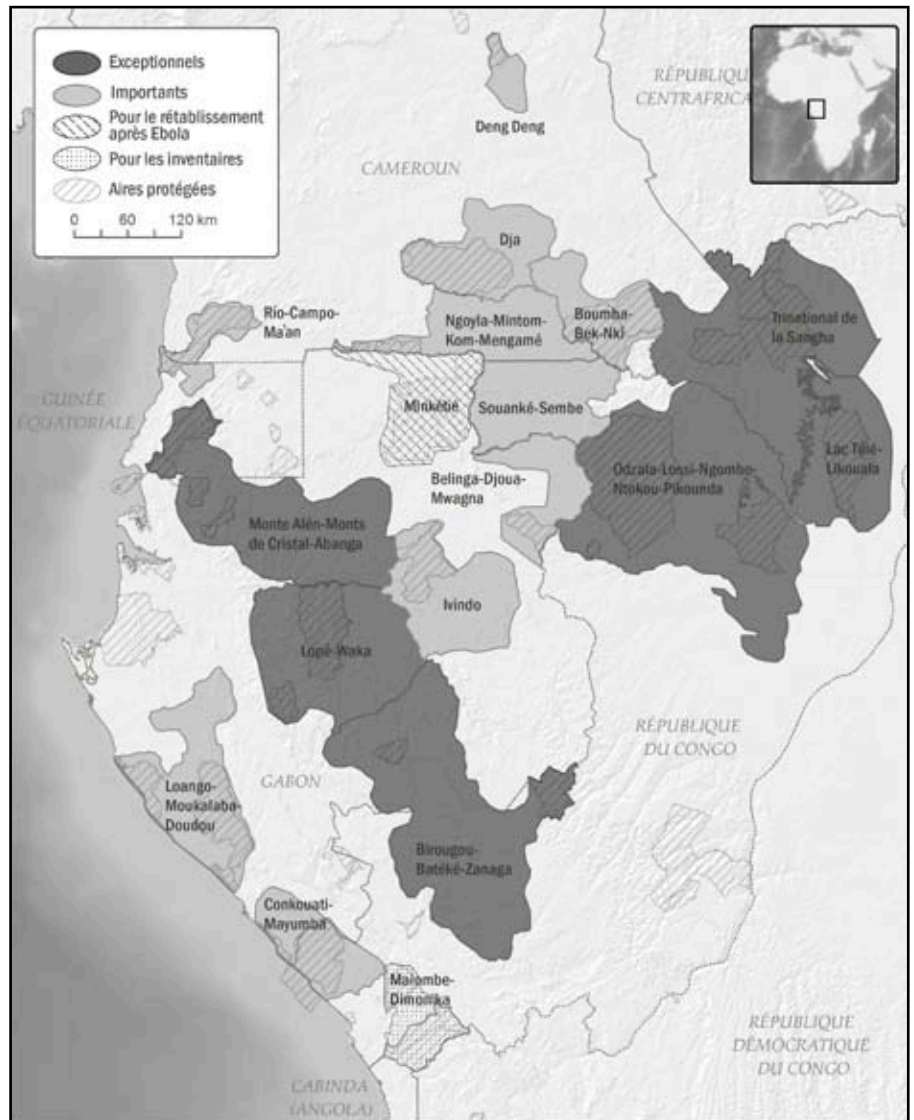 Exceptionnels
Importants
Pour le rétablissement
après Ebola
Pour les inventaires
Aires protégées
0 60 120 km
RÉPUBLIQUE
CENTRAFRICA
Deng Deng
CAMEROUN
Dja
Río-Campo-
Ma'an
Ngoyla-Mintom-
Kom-Mengamé
Boumba-
Bek-Nki
Trinational de
la Sangha
GUINÉE
ÉQUATORIALE
Minkébé
Souanké-Sembe
Belinga-Djoua-
Mwagna
Odzala-Lossi-Ngombe-
Ntokou-Pikounda
Lac Télé-
Likouala
Monte Alén-Monts
de Cristal-Abanga
Ivindo
Lopé-Waka
RÉPUBLIQUE
DU CONGO
GABON
Loango-
Moukalaba-
Doudou
Birougou-
Batéké-Zanaga
Conkouati-
Mayumba
Maiombe-
Dimonika
RÉPUBLIQUE
DÉMOCRATIQUE
DU CONGO
CABINDA
(ANGOLA)